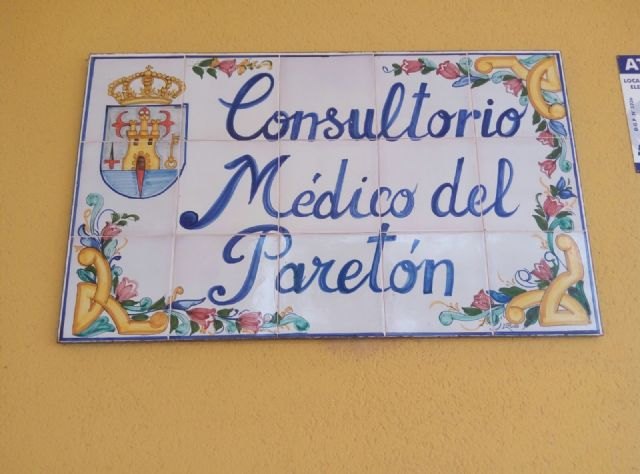 Consultorio
Médico del
Paretón